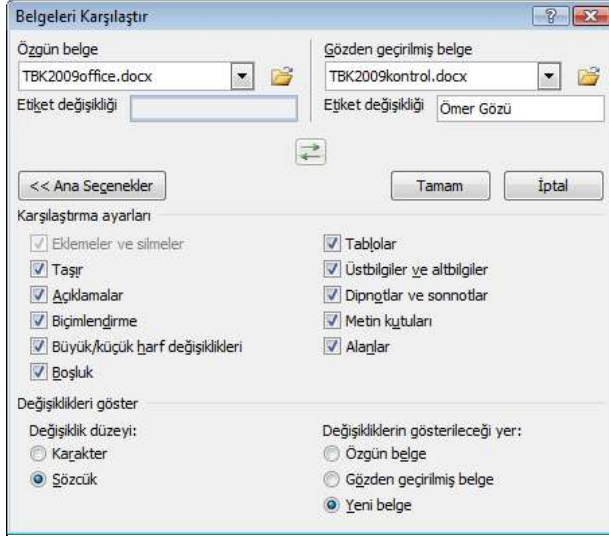 Belgeleri Karşılaştır
Özgün belge
Gözden geçirilmiş belge
TBK2009office.docx
TBK2009kontrol.docx
Etiket değişikliği
Etiket değişikliği Ömer Gözü
<< Ana Seçenekler
Tamam
İptal
Karşılaştırma ayarları
Eklemeler ve silmeler
Tablolar
Taşır
Üstbilgiler ve altbilgiler
Açıklamalar
Dipnotlar ve sonnotlar
Biçimlendirme
Metin kutuları
Büyük/küçük harf değişiklikleri
Alanlar
Boşluk
Değişiklikleri göster
Değişiklik düzeyi:
Değişikliklerin gösterileceği yer:
Karakter
Özgün belge
Sözcük
Gözden geçirilmiş belge
Yeni belge